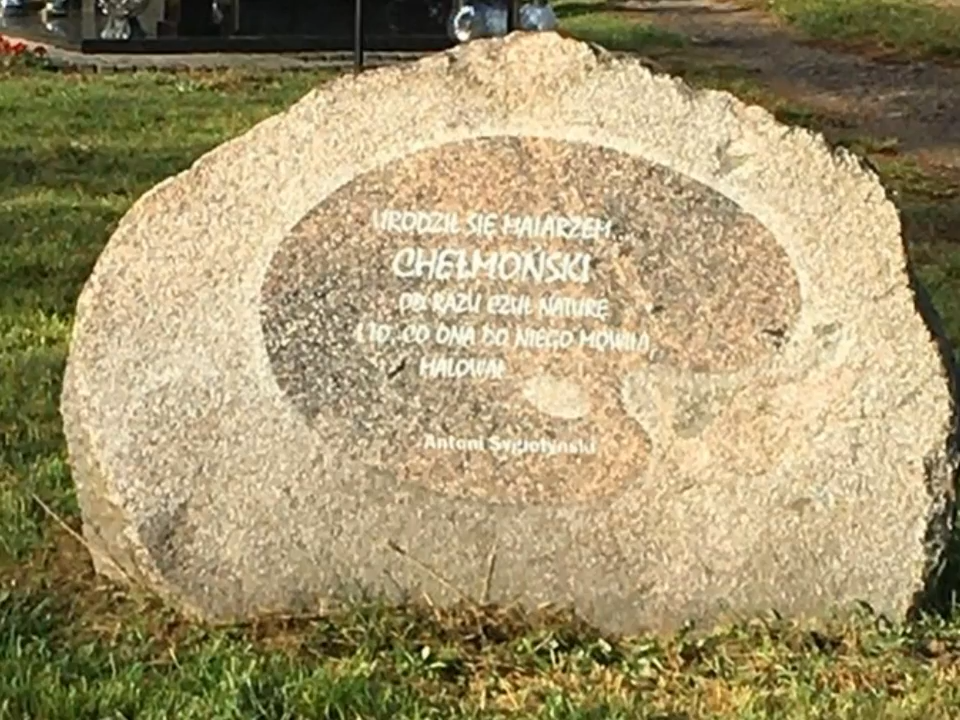 URODZIŁ SIĘ MALARZEM
CHEŁMOŃSKI
OD RAZU CZUŁ NATURĘ
I TO, CO ONA DO NIEGO MÓWIŁA,
MALOWAŁ
Antoni Sygietyński